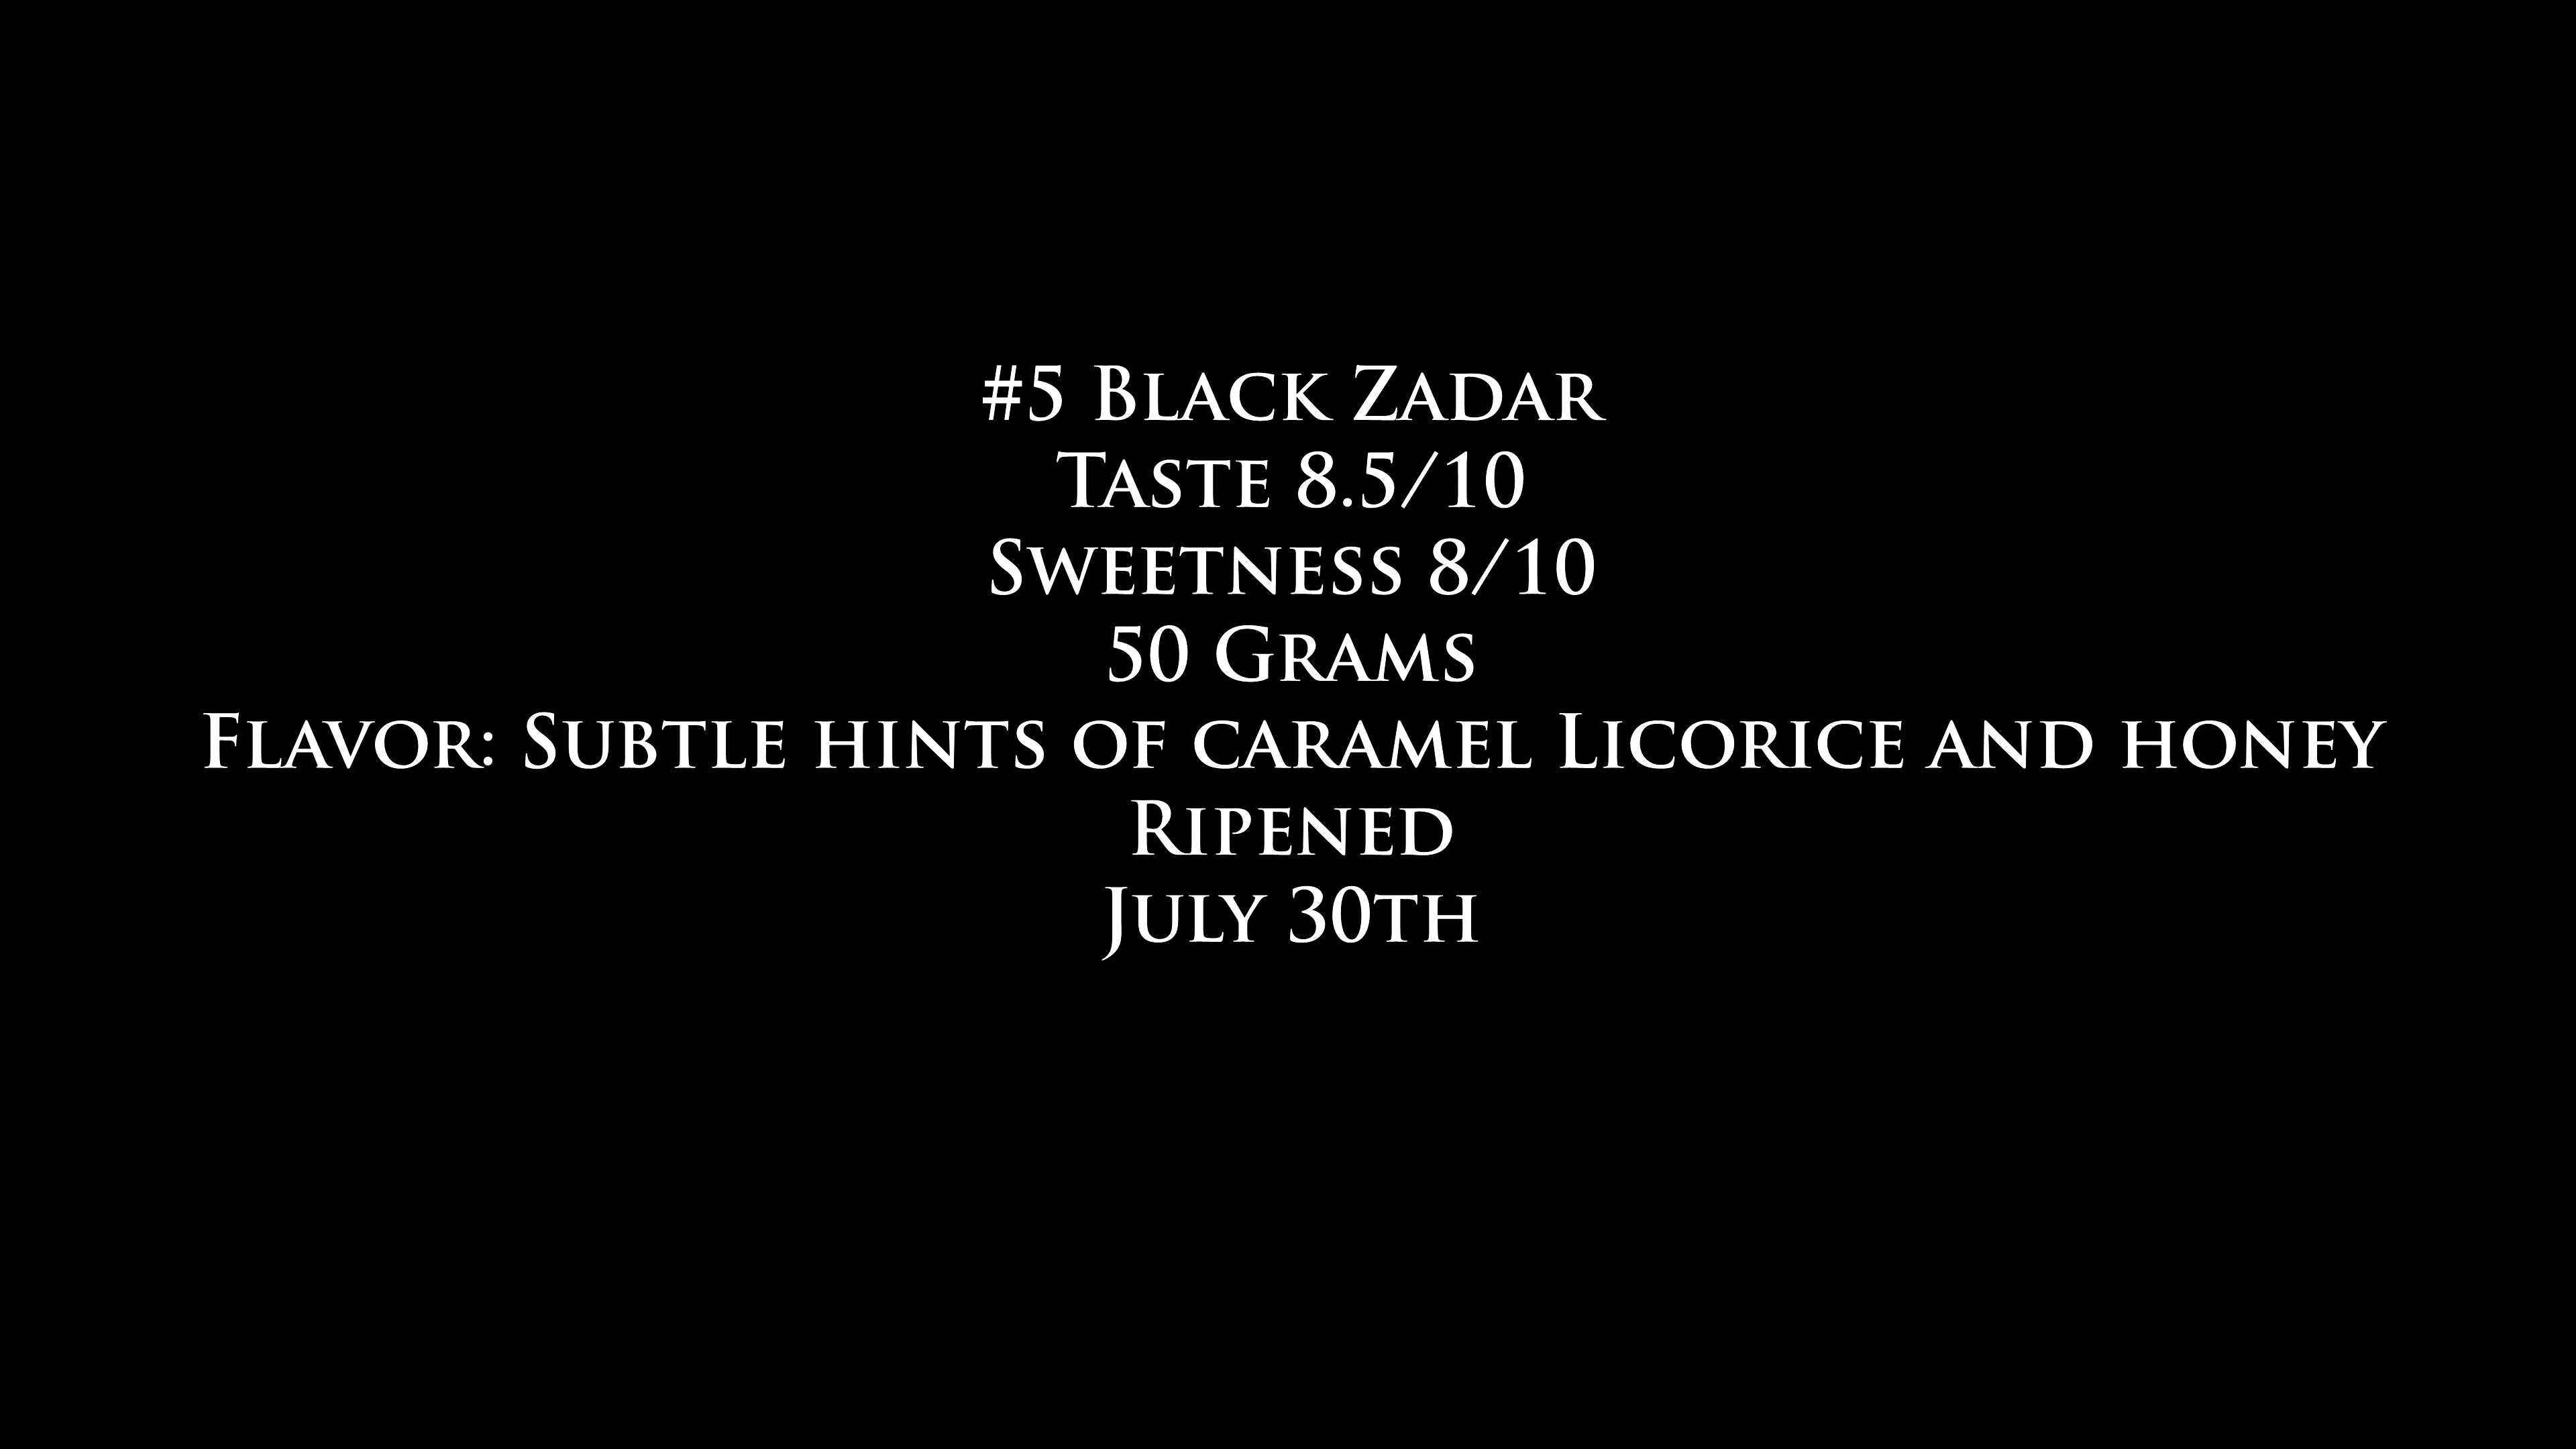 #5 Black Zadar
Taste 8.5/10
Sweetness 8/10
50 Grams
Flavor: Subtle hints of caramel Licorice and honey
Ripened
July 30th